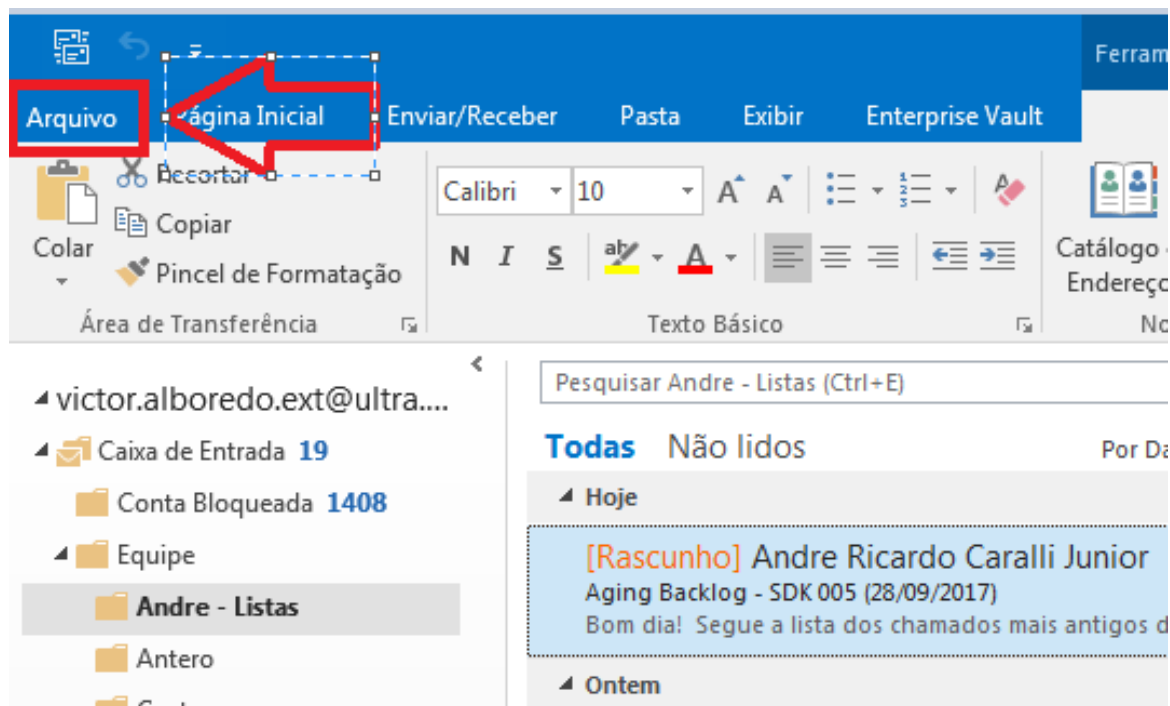 Ferram
Arquivo Página Inicial Enviar/Receber Pasta Exibir Enterprise Vault
Recortar
Copiar
Colar
Pincel de Formatação
Área de Transferência
Calibri 10
N I S
Texto Básico
Catálogo
Endereço
No
victor.alboredo.ext@ultra....
Caixa de Entrada 19
Conta Bloqueada 1408
Equipe
Andre - Listas
Antero
Pesquisar Andre - Listas (Ctrl+E)
Todas Não lidos Por Da
Hoje
[Rascunho] Andre Ricardo Caralli Junior
Aging Backlog - SDK 005 (28/09/2017)
Bom dia! Segue a lista dos chamados mais antigos d
Ontem